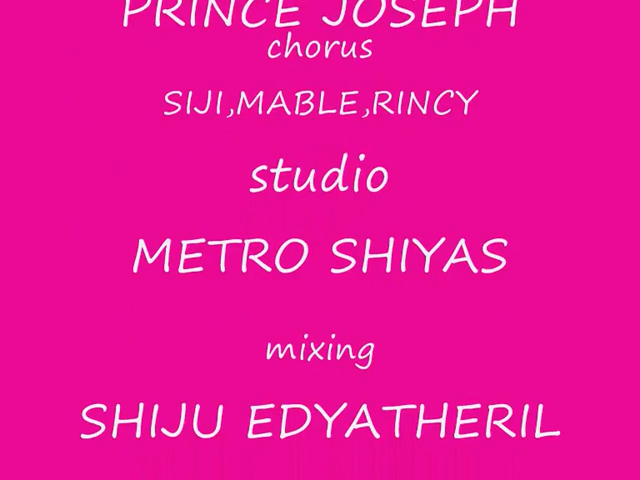 PRINCE JOSEPH
chorus
SIJI,MABLE,RINCY
studio
METRO SHIYAS
mixing
SHIJU EDYATHERIL